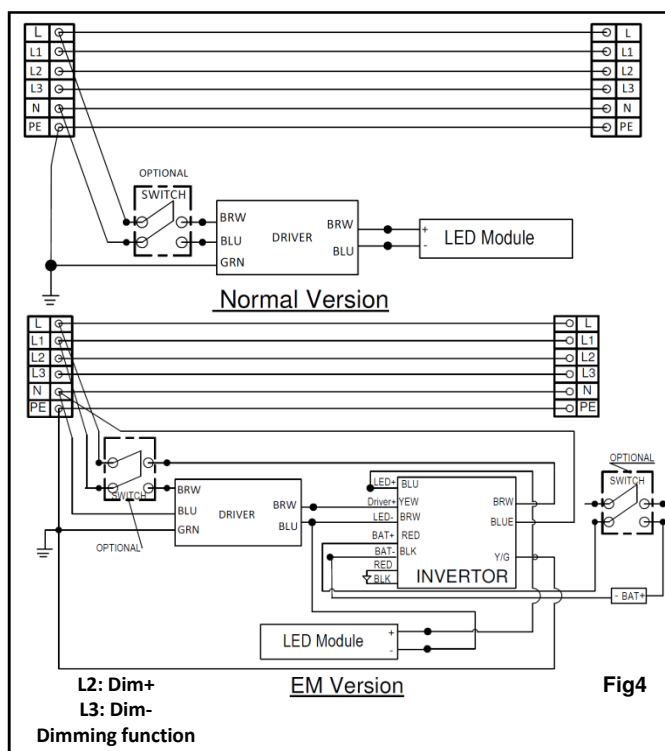 L L
L1 L1
L2 L2
L3 L3
N N
PE PE
OPTIONAL
SWITCH
BRW
BLU
GRN
DRIVER
BRW
BLU
+
-
LED Module
Normal Version
L L
L1 L1
L2 L2
L3 L3
N N
PE PE
SWITCH
OPTIONAL
BRW
BLU
GRN
DRIVER
BRW
BLU
LED+ BLU
Driver+ YEW
LED- BRW
BAT+ RED
BAT- BLK
RED
BLK
INVERTOR
BRW
BLUE
Y/G
OPTIONAL
SWITCH
- BAT+
LED Module
+
-
EM Version
L2: Dim+
L3: Dim-
Dimming function
Fig4